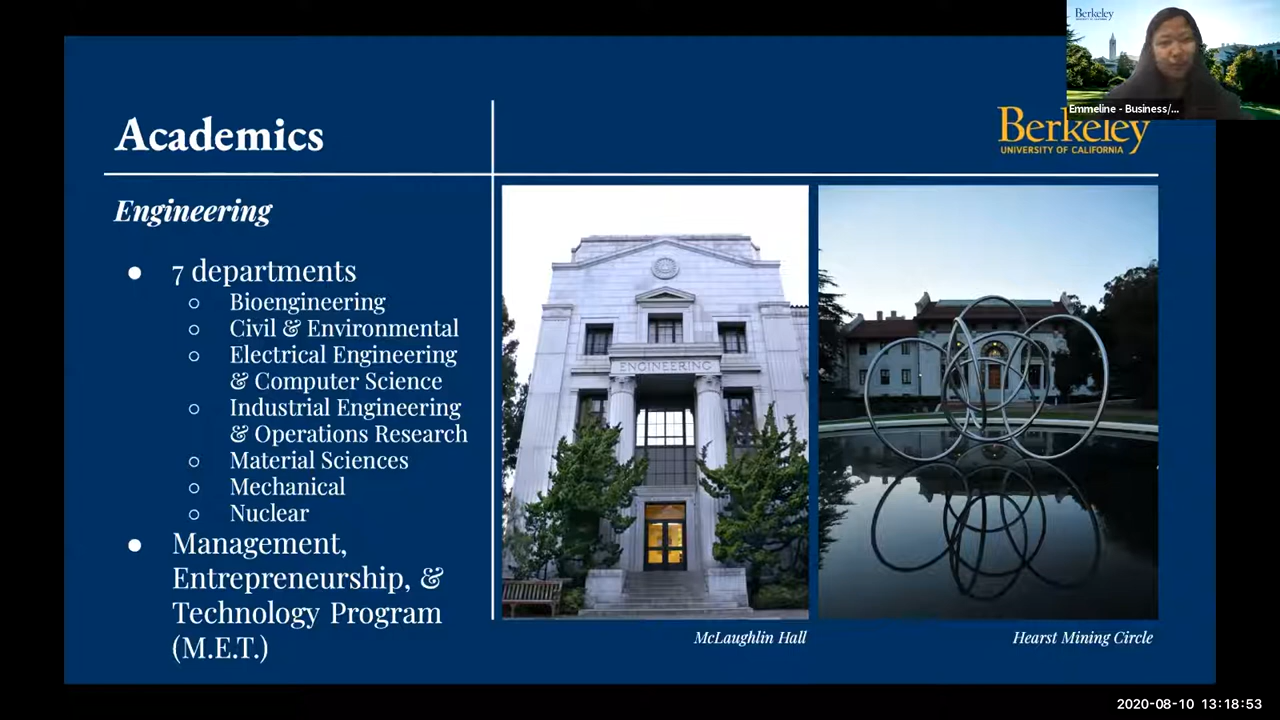 Berkeley
Emmeline - Business/...
Academics
Berkeley
UNIVERSITY OF CALIFORNIA
Engineering
● 7 departments
○ Bioengineering
○ Civil & Environmental
○ Electrical Engineering
& Computer Science
○ Industrial Engineering
& Operations Research
○ Material Sciences
○ Mechanical
○ Nuclear
● Management,
Entrepreneurship, &
Technology Program
(M.E.T.)
ENGINEERING
McLaughlin Hall
Hearst Mining Circle
2020-08-10 13:18:53